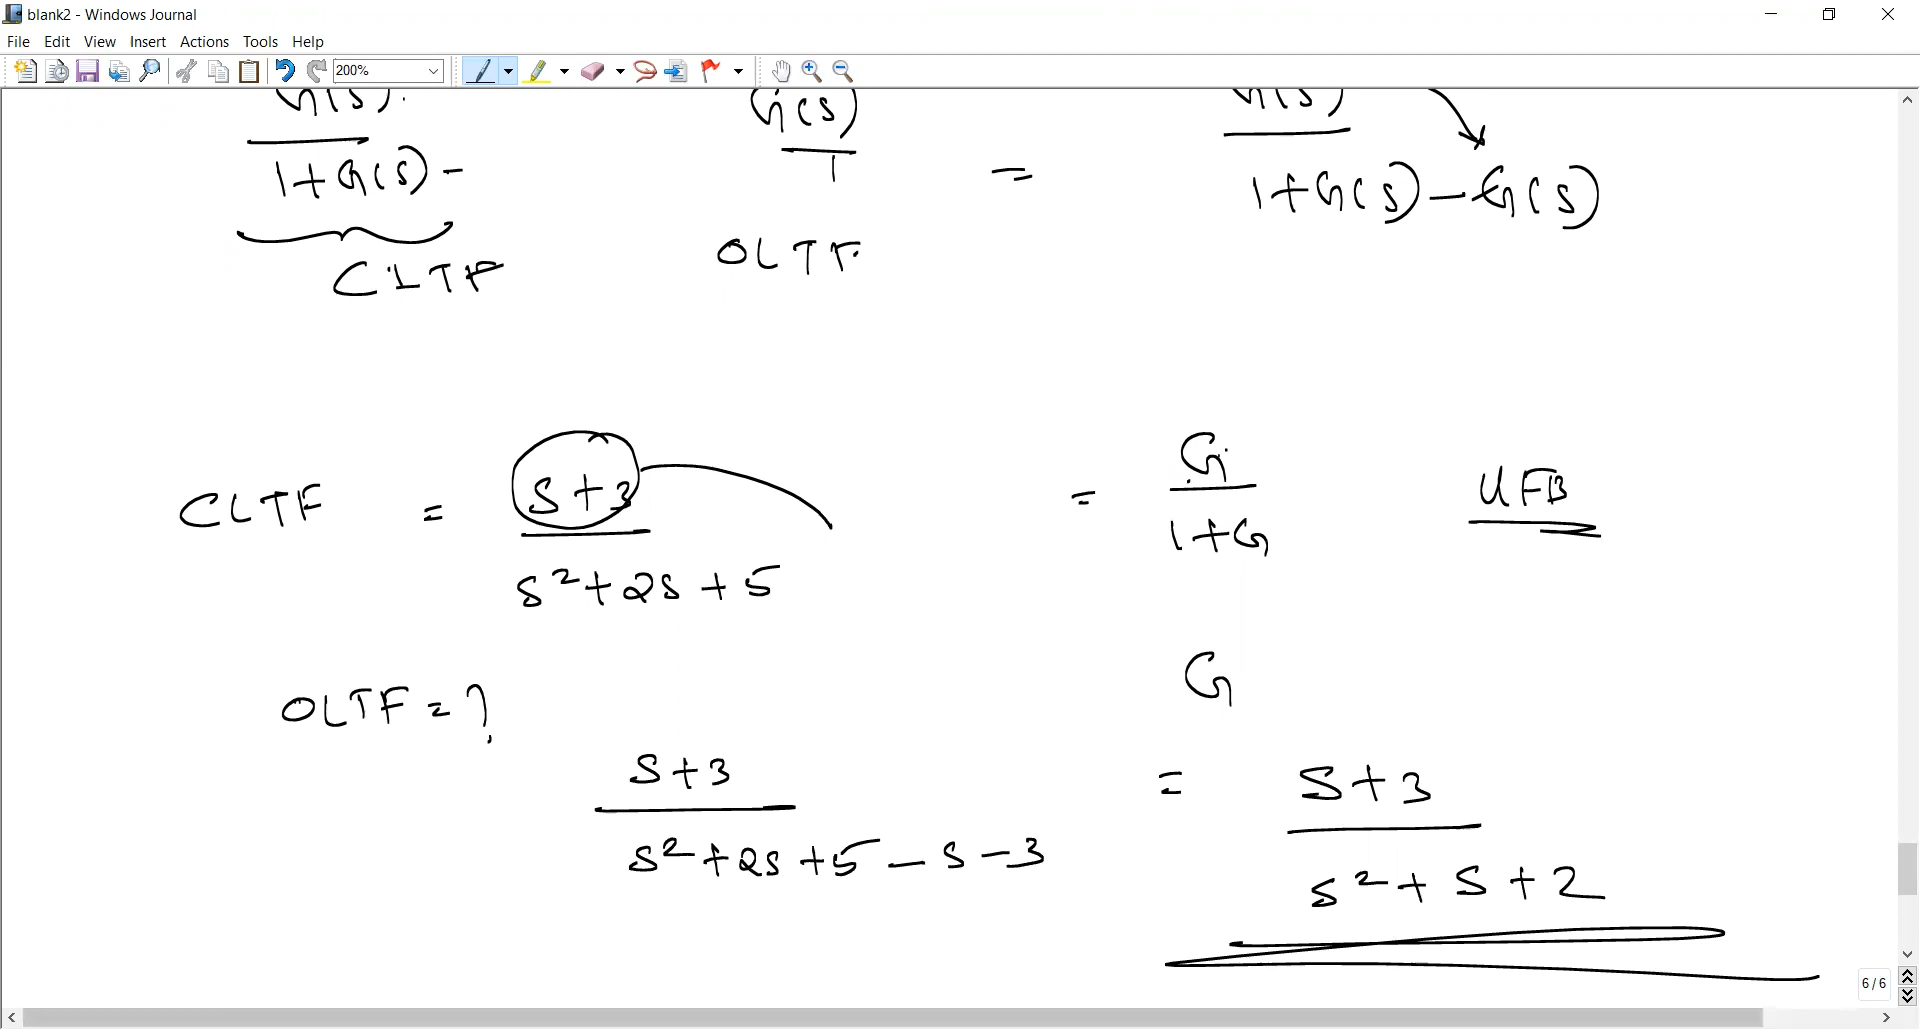 blank2 - Windows Journal
File Edit View Insert Actions Tools Help
200%
G(s). G(s) G(s)
1+G(s) - 1 = 1+G(s) - G(s)
CLTF OLTF
CLTF = s+3 = G UFB
s²+2s+5 1+G
OLTF = ? G
s+3 = s+3
s²+2s+5-s-3 s²+s+2
6 / 6